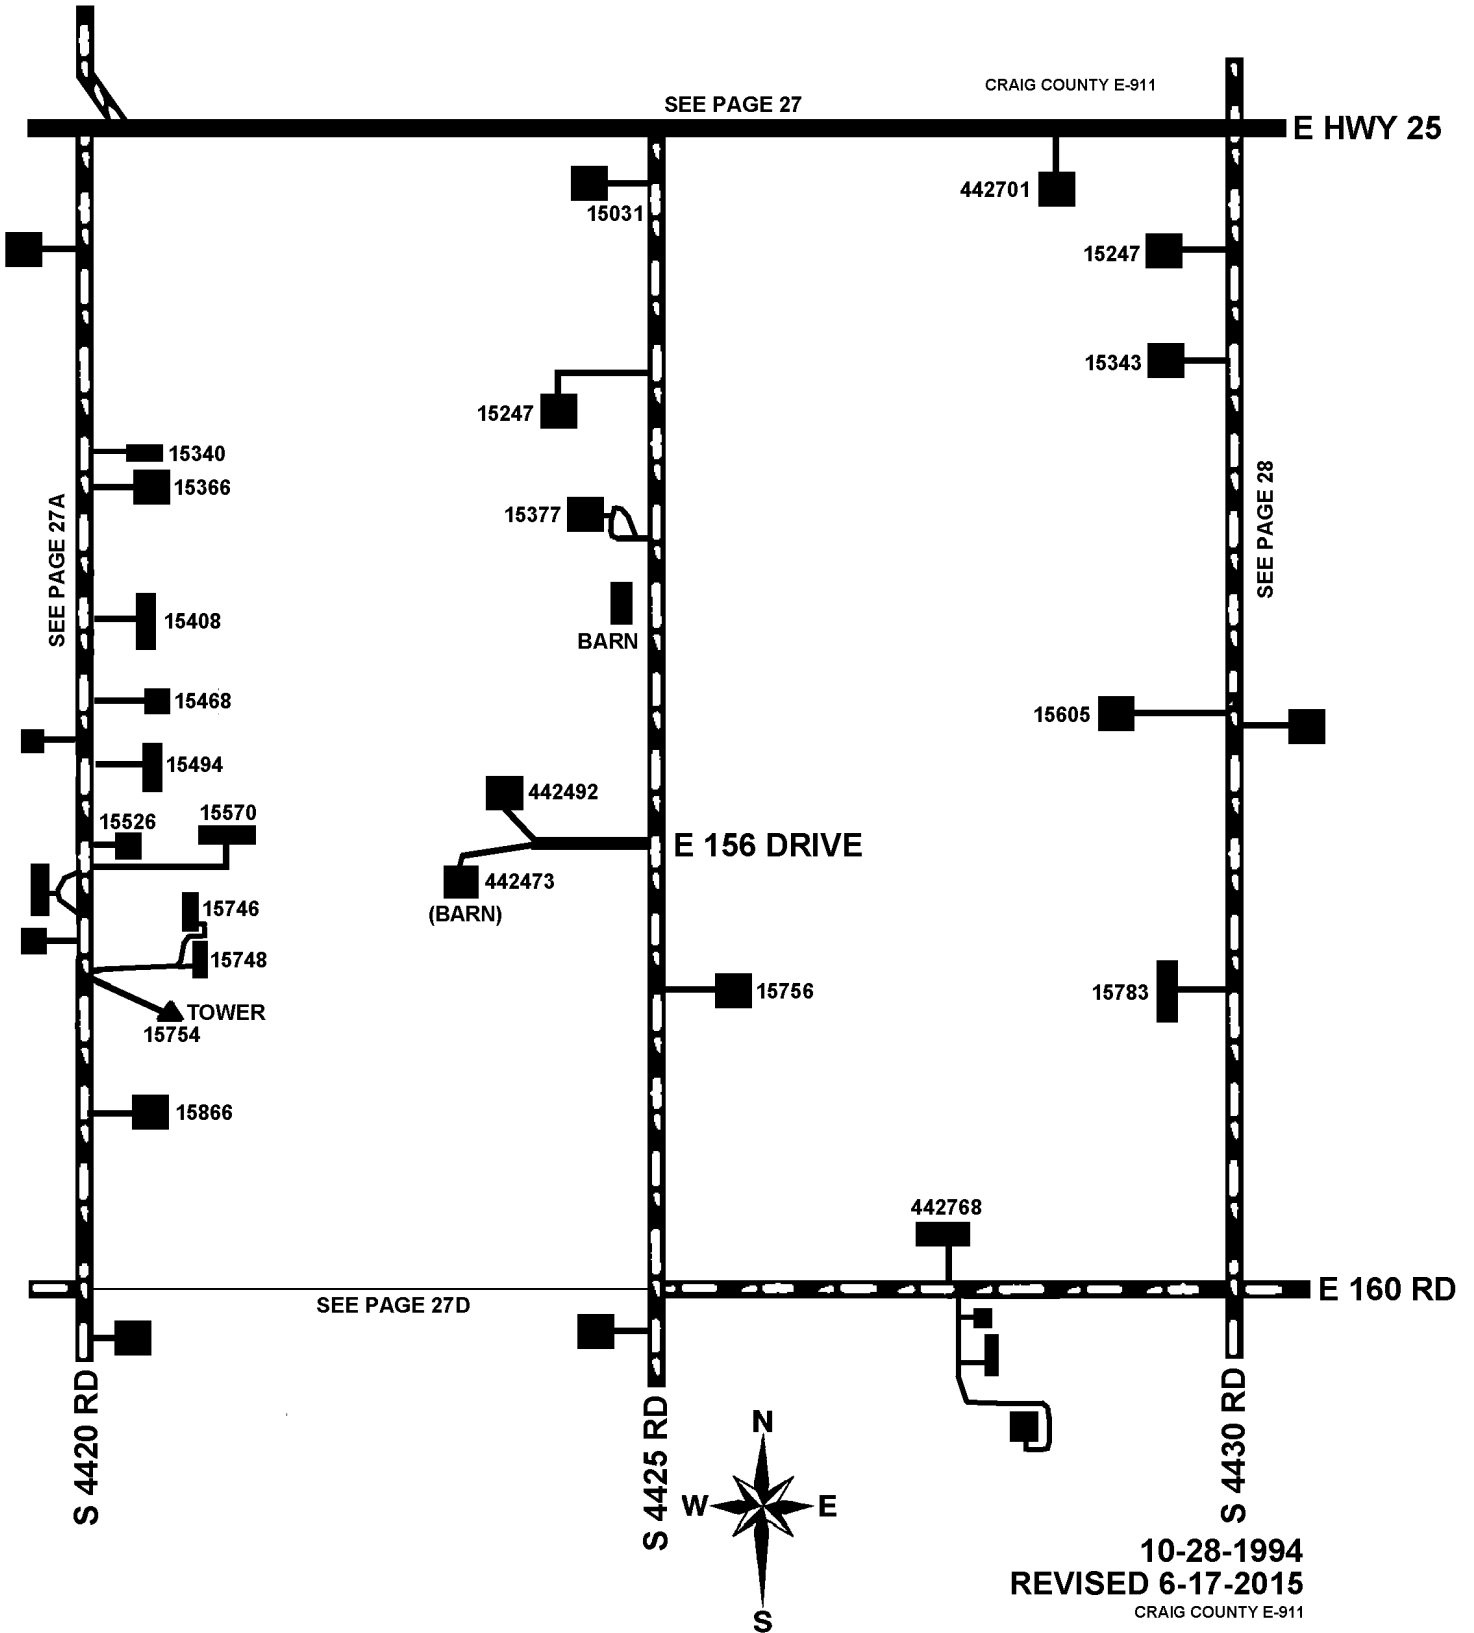 CRAIG COUNTY E-911
SEE PAGE 27
E HWY 25
442701
15031
15247
15343
15247
15340
15366
SEE PAGE 27A
15377
SEE PAGE 28
15408
BARN
15468
15605
15494
442492
15570
15526
E 156 DRIVE
442473
(BARN)
15746
15748
15756
15783
TOWER
15754
15866
442768
E 160 RD
SEE PAGE 27D
S 4420 RD
S 4425 RD
S 4430 RD
N
W
E
S
10-28-1994
REVISED 6-17-2015
CRAIG COUNTY E-911